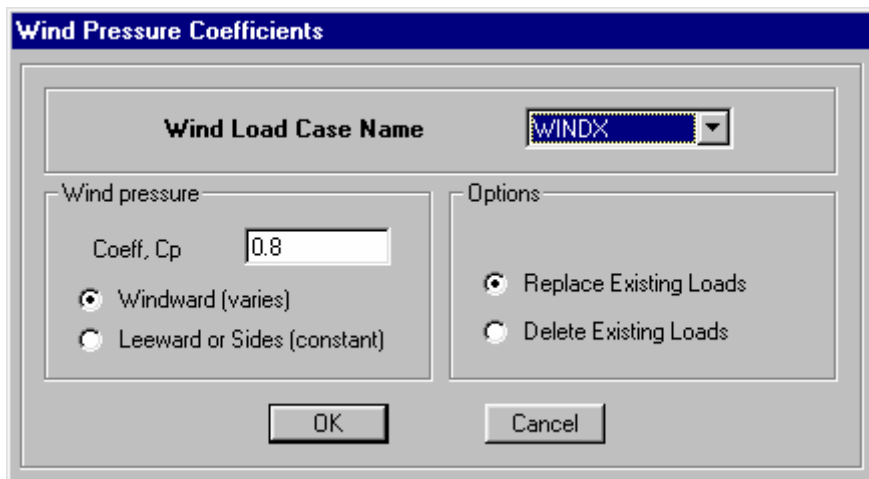 Wind Pressure Coefficients
Wind Load Case Name
WINDX
Wind pressure
Coeff, Cp
0.8
Windward (varies)
Leeward or Sides (constant)
Options
Replace Existing Loads
Delete Existing Loads
OK
Cancel